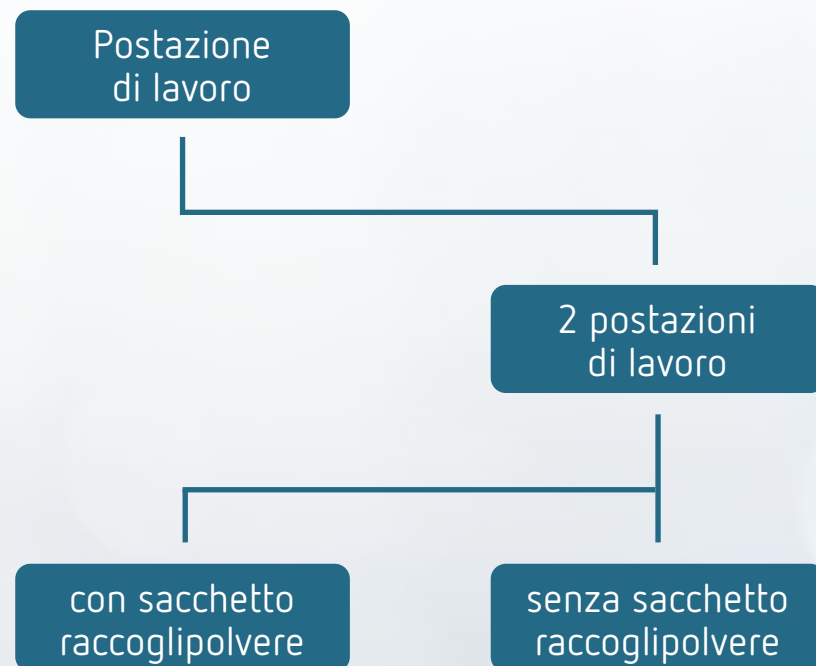 Postazione
di lavoro
2 postazioni
di lavoro
con sacchetto
raccoglipolvere
senza sacchetto
raccoglipolvere